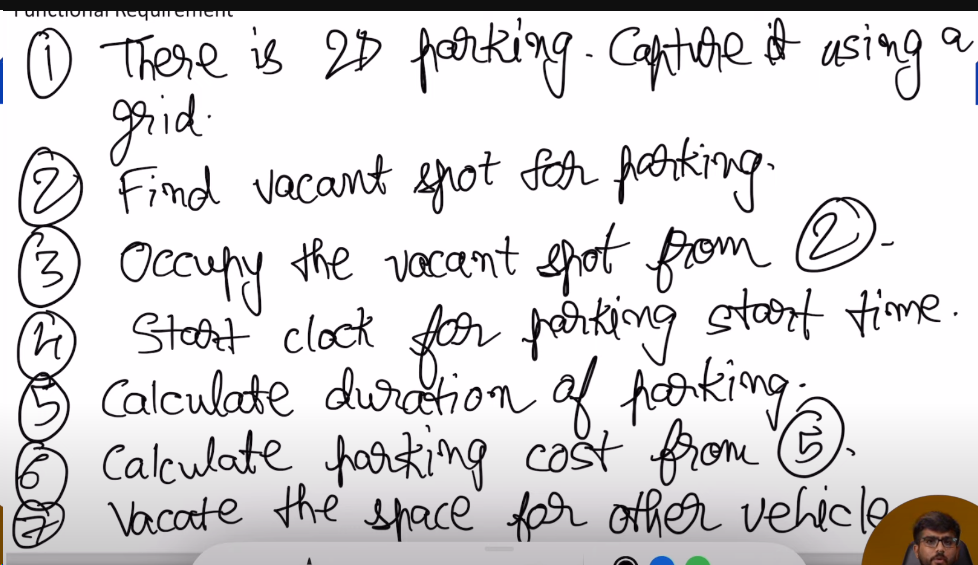 Functional Requirement
① There is 2D parking. Capture it using a
grid.
② Find vacant spot for parking.
③ Occupy the vacant spot from ②.
④ Start clock for parking start time.
⑤ Calculate duration of parking.
⑥ Calculate parking cost from ⑤.
⑦ Vacate the space for other vehicle